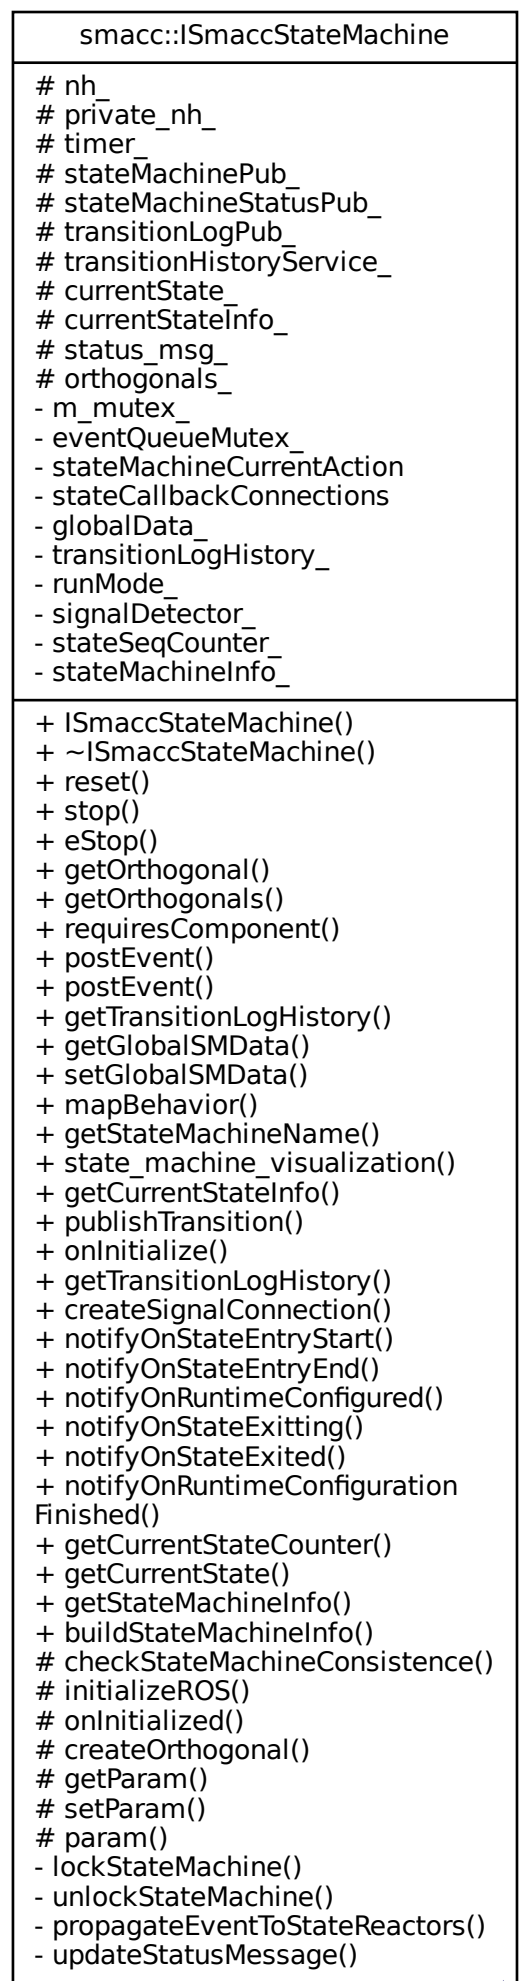 smacc::ISmaccStateMachine
# nh_
# private_nh_
# timer_
# stateMachinePub_
# stateMachineStatusPub_
# transitionLogPub_
# transitionHistoryService_
# currentState_
# currentStateInfo_
# status_msg_
# orthogonals_
- m_mutex_
- eventQueueMutex_
- stateMachineCurrentAction
- stateCallbackConnections
- globalData_
- transitionLogHistory_
- runMode_
- signalDetector_
- stateSeqCounter_
- stateMachineInfo_
+ ISmaccStateMachine()
+ ~ISmaccStateMachine()
+ reset()
+ stop()
+ eStop()
+ getOrthogonal()
+ getOrthogonals()
+ requiresComponent()
+ postEvent()
+ postEvent()
+ getTransitionLogHistory()
+ getGlobalSMData()
+ setGlobalSMData()
+ mapBehavior()
+ getStateMachineName()
+ state_machine_visualization()
+ getCurrentStateInfo()
+ publishTransition()
+ onInitialize()
+ getTransitionLogHistory()
+ createSignalConnection()
+ notifyOnStateEntryStart()
+ notifyOnStateEntryEnd()
+ notifyOnRuntimeConfigured()
+ notifyOnStateExitting()
+ notifyOnStateExited()
+ notifyOnRuntimeConfiguration
Finished()
+ getCurrentStateCounter()
+ getCurrentState()
+ getStateMachineInfo()
+ buildStateMachineInfo()
# checkStateMachineConsistence()
# initializeROS()
# onInitialized()
# createOrthogonal()
# getParam()
# setParam()
# param()
- lockStateMachine()
- unlockStateMachine()
- propagateEventToStateReactors()
- updateStatusMessage()